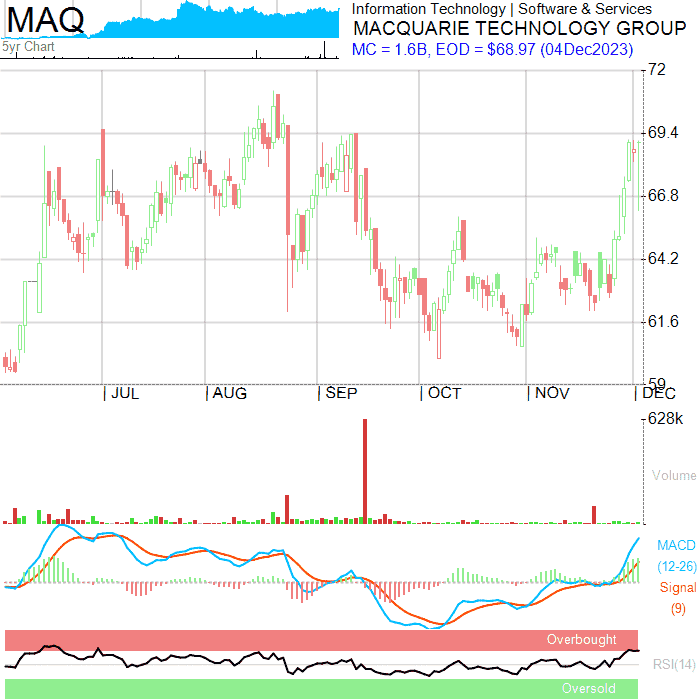 MAQ
Information Technology | Software & Services
MACQUARIE TECHNOLOGY GROUP
MC = 1.6B, EOD = $68.97 (04Dec2023)
5yr Chart
72
69.4
66.8
64.2
61.6
59
JUL
AUG
SEP
OCT
NOV
DEC
628k
Volume
MACD
(12-26)
Signal
(9)
Overbought
RSI(14)
Oversold